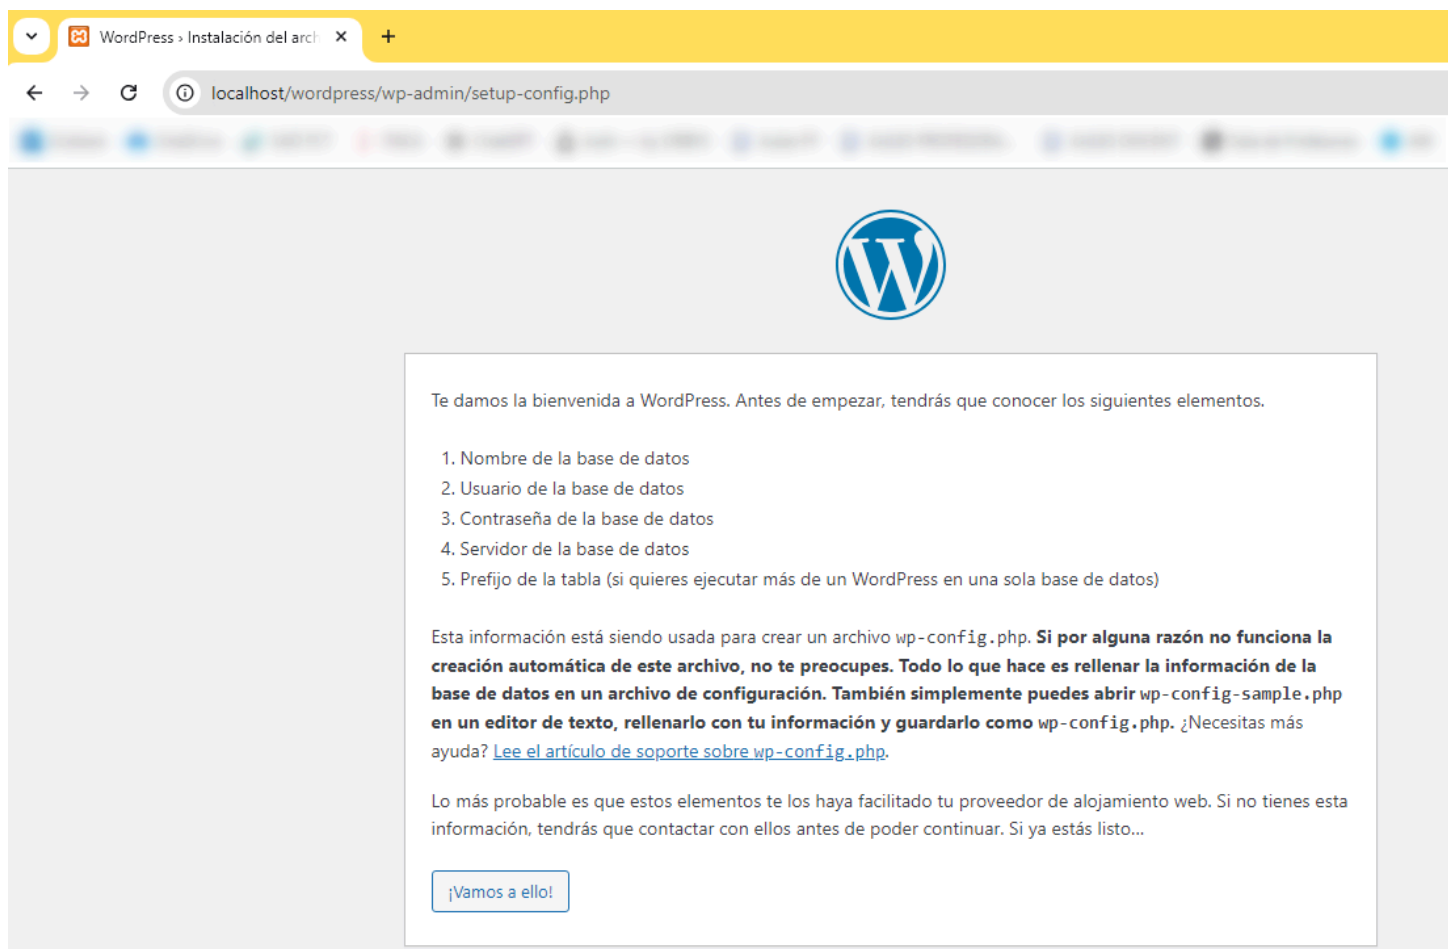 WordPress › Instalación del arch
localhost/wordpress/wp-admin/setup-config.php
Te damos la bienvenida a WordPress. Antes de empezar, tendrás que conocer los siguientes elementos.
1. Nombre de la base de datos
2. Usuario de la base de datos
3. Contraseña de la base de datos
4. Servidor de la base de datos
5. Prefijo de la tabla (si quieres ejecutar más de un WordPress en una sola base de datos)
Esta información está siendo usada para crear un archivo wp-config.php. Si por alguna razón no funciona la
creación automática de este archivo, no te preocupes. Todo lo que hace es rellenar la información de la
base de datos en un archivo de configuración. También simplemente puedes abrir wp-config-sample.php
en un editor de texto, rellenarlo con tu información y guardarlo como wp-config.php. ¿Necesitas más
ayuda? Lee el artículo de soporte sobre wp-config.php.
Lo más probable es que estos elementos te los haya facilitado tu proveedor de alojamiento web. Si no tienes esta
información, tendrás que contactar con ellos antes de poder continuar. Si ya estás listo...
¡Vamos a ello!